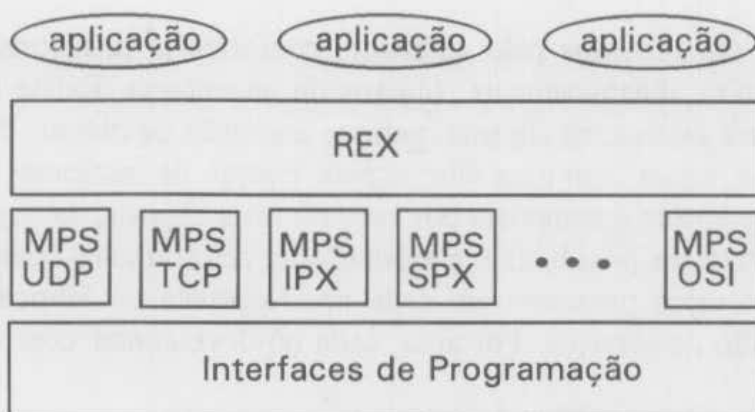 aplicação aplicação aplicação
REX
MPS MPS MPS MPS MPS
UDP TCP IPX SPX ••• OSI
Interfaces de Programação